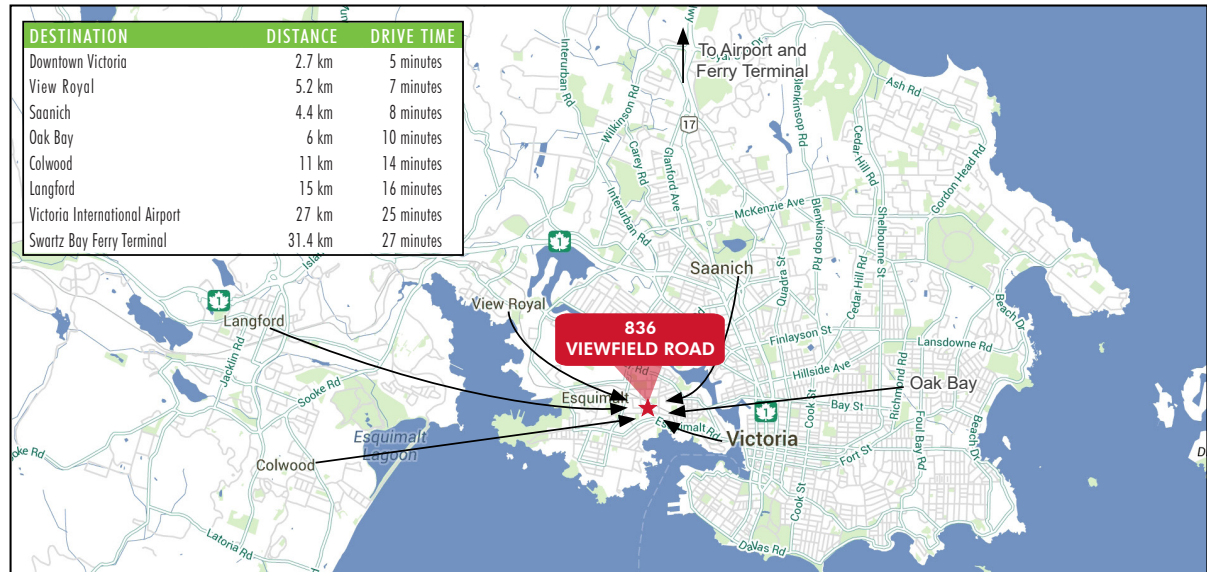 DESTINATION DISTANCE DRIVE TIME
Downtown Victoria 2.7 km 5 minutes
View Royal 5.2 km 7 minutes
Saanich 4.4 km 8 minutes
Oak Bay 6 km 10 minutes
Colwood 11 km 14 minutes
Langford 15 km 16 minutes
Victoria International Airport 27 km 25 minutes
Swartz Bay Ferry Terminal 31.4 km 27 minutes
To Airport and
Ferry Terminal
Interurban Rd
Wilkinson Rd
Carey Rd
Glanford Ave
17
Blenkinsop Rd
Ash Rd
Cedar Hill Rd
Gordon Head Rd
McKenzie Ave
Interurban Rd
Blenkinsop Rd
Shelbourne St
Quadra St
Cedar Hill Rd
1
Saanich
View Royal
1
Langford
836
VIEWFIELD ROAD
Beach Dr
Finlayson St
Lansdowne Rd
Hillside Ave
Jacklin Rd
Sooke Rd
Esquimalt
Oak Bay
Richmond Rd
1
Cook St
Bay St
Esquimalt Rd
Victoria
Foul Bay Rd
Beach Dr
Esquimalt
Lagoon
Colwood
Fort St
Cook St
Latoria Rd